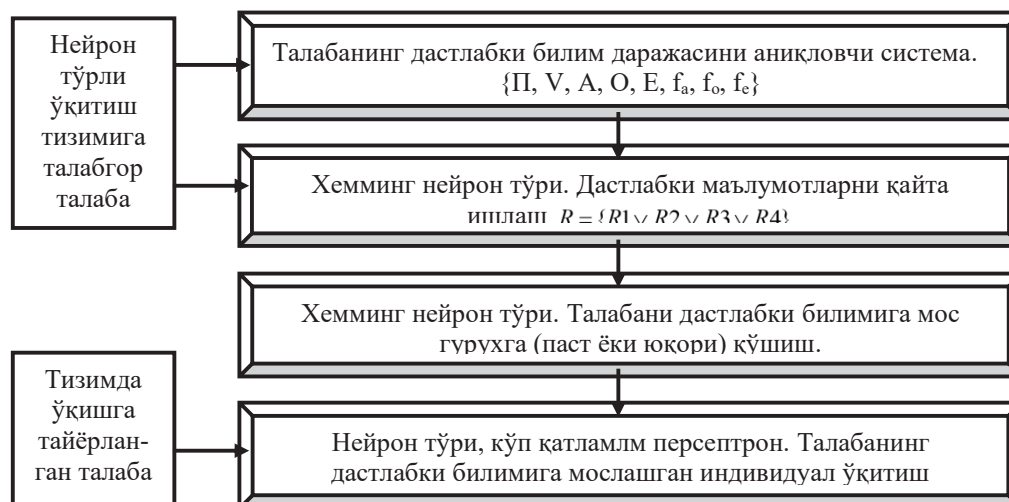 Нейрон
тўрли
ўқитиш
тизимига
талабгор
талаба
Талабанинг дастлабки билим даражасини аниқловчи система.
{П, V, А, О, Е, fₐ, fₒ, fₑ}
Хемминг нейрон тўри. Дастлабки маълумотларни қайта
ишлаш R = {R1 ∨ R2 ∨ R3 ∨ R4}
Хемминг нейрон тўри. Талабани дастлабки билимига мос
гурухга (паст ёки юқори) қўшиш.
Тизимда
ўқишга
тайёрлан-
ган талаба
Нейрон тўри, кўп қатламлм персептрон. Талабанинг
дастлабки билимига мослашган индивидуал ўқитиш